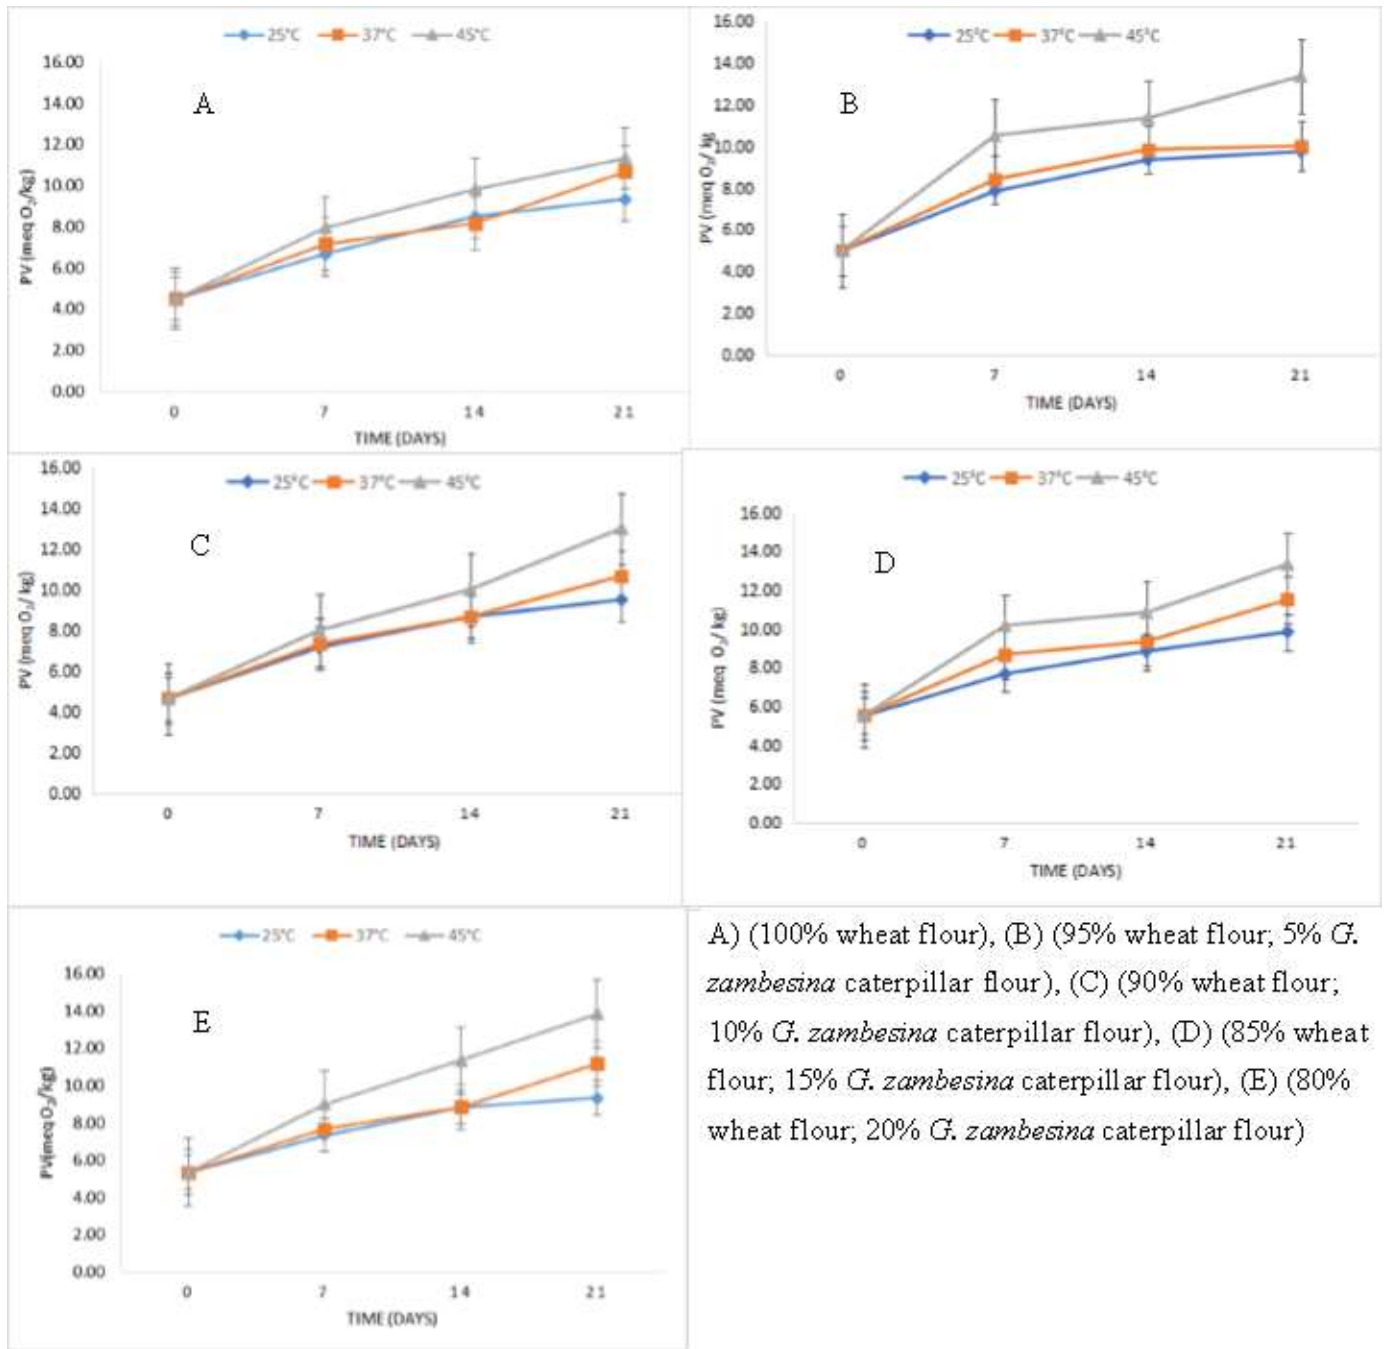 25°C 37°C 45°C
16.00
14.00
12.00
10.00
8.00
6.00
4.00
2.00
0.00
PV (meq O2/kg)
A
0 7 14 21
TIME (DAYS)
25°C 37°C 45°C
16.00
14.00
12.00
10.00
8.00
6.00
4.00
2.00
0.00
PV (meq O2/ kg)
B
0 7 14 21
TIME (DAYS)
25°C 37°C 45°C
16.00
14.00
12.00
10.00
8.00
6.00
4.00
2.00
0.00
PV (meq O2/ kg)
C
0 7 14 21
TIME (DAYS)
25°C 37°C 45°C
16.00
14.00
12.00
10.00
8.00
6.00
4.00
2.00
0.00
PV (meq O2/ kg)
D
0 7 14 21
TIME (DAYS)
25°C 37°C 45°C
16.00
14.00
12.00
10.00
8.00
6.00
4.00
2.00
0.00
PV(meq O2/kg)
E
0 7 14 21
TIME (DAYS)
A) (100% wheat flour), (B) (95% wheat flour; 5% G.
zambesina caterpillar flour), (C) (90% wheat flour;
10% G. zambesina caterpillar flour), (D) (85% wheat
flour; 15% G. zambesina caterpillar flour), (E) (80%
wheat flour; 20% G. zambesina caterpillar flour)